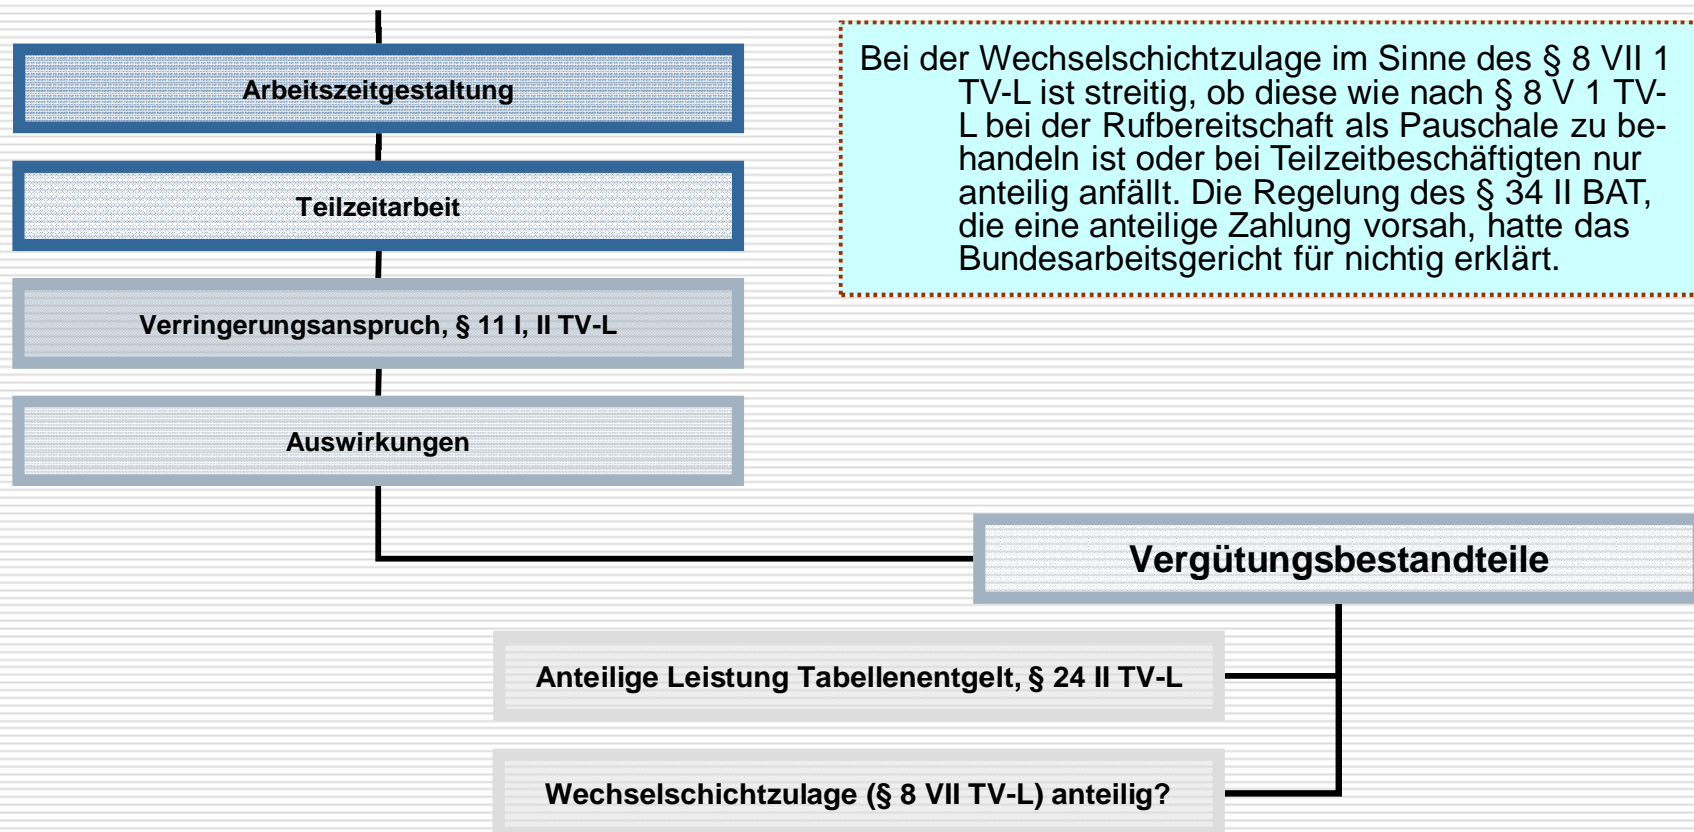 Arbeitszeitgestaltung
Teilzeitarbeit
Verringerungsanspruch, § 11 I, II TV-L
Auswirkungen
Bei der Wechselschichtzulage im Sinne des § 8 VII 1
TV-L ist streitig, ob diese wie nach § 8 V 1 TV-
L bei der Rufbereitschaft als Pauschale zu be-
handeln ist oder bei Teilzeitbeschäftigten nur
anteilig anfällt. Die Regelung des § 34 II BAT,
die eine anteilige Zahlung vorsah, hatte das
Bundesarbeitsgericht für nichtig erklärt.
Vergütungsbestandteile
Anteilige Leistung Tabellenentgelt, § 24 II TV-L
Wechselschichtzulage (§ 8 VII TV-L) anteilig?